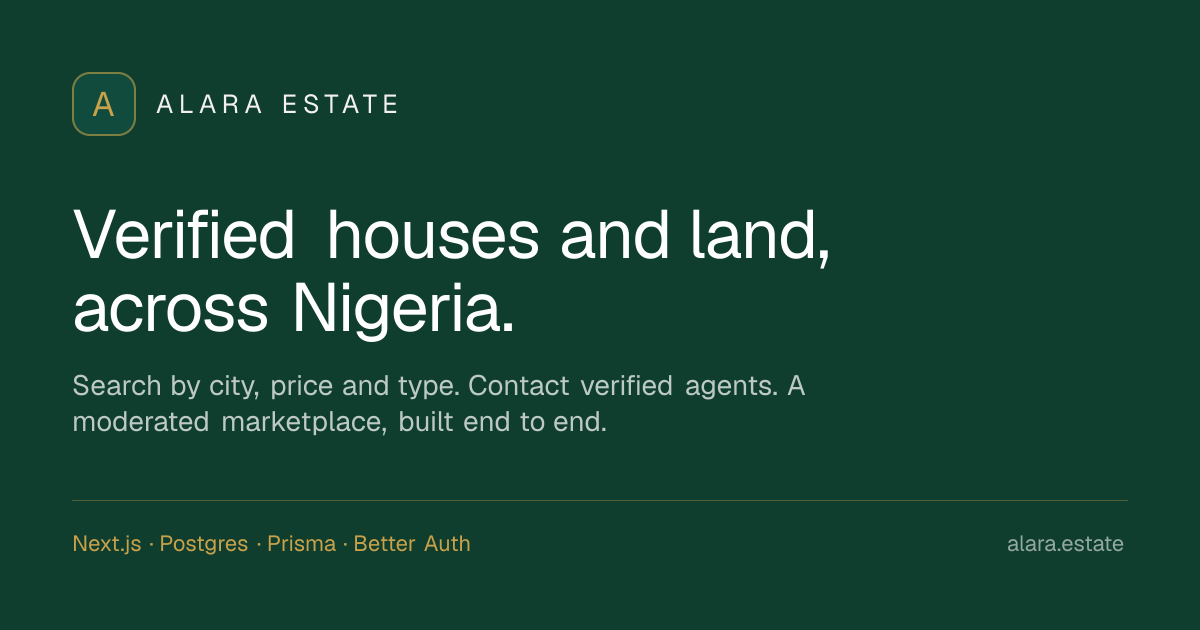 A
ALARA ESTATE
Verified houses and land,
across Nigeria.
Search by city, price and type. Contact verified agents. A
moderated marketplace, built end to end.
Next.js · Postgres · Prisma · Better Auth
alara.estate